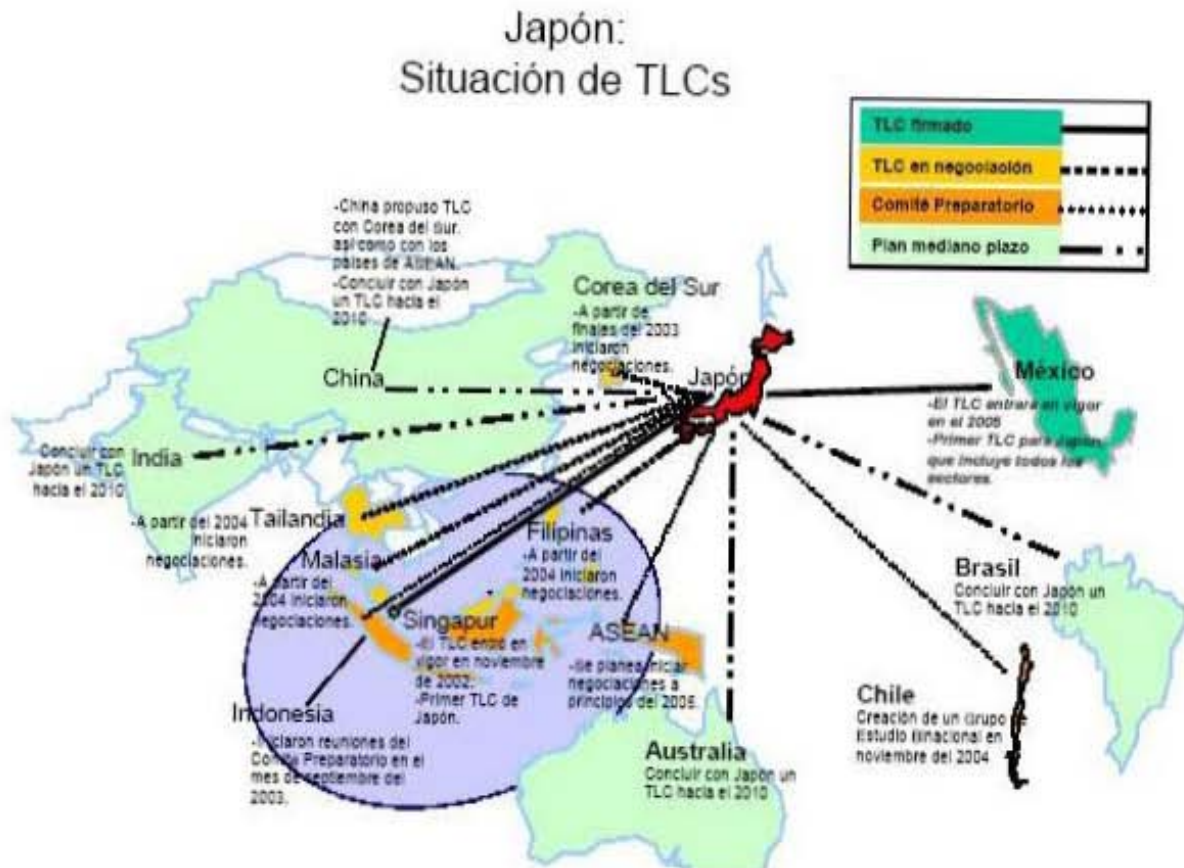 Japón:
Situación de TLCs
TLC firmado
TLC en negociación
Comité Preparatorio
Plan mediano plazo
-China propuso TLC
con Corea del Sur,
así como con los
países de ASEAN.
-Concluir con Japón
un TLC hacia el
2010
China
Corea del Sur
-A partir de
finales del 2003
iniciaron
negociaciones.
Japón
México
-El TLC entrará en vigor
en el 2005
-Primer TLC para Japón
que incluye todos los
sectores.
India
Concluir con
Japón un TLC
hacia el 2010
Tailandia
-A partir del 2004
iniciaron
negociaciones.
Malasia
-A partir del
2004 iniciaron
negociaciones.
Filipinas
-A partir del
2004 iniciaron
negociaciones.
Singapur
-El TLC entró en
vigor en noviembre
de 2002.
-Primer TLC de
Japón.
ASEAN
-Se planea iniciar
negociaciones a
principios del 2005.
Indonesia
-Iniciaron reuniones del
Comité Preparatorio en el
mes de septiembre del
2003.
Australia
Concluir con Japón un
TLC hacia el 2010
Brasil
Concluir con Japón un
TLC hacia el 2010
Chile
Creación de un Grupo de
Estudio Binacional en
noviembre del 2004